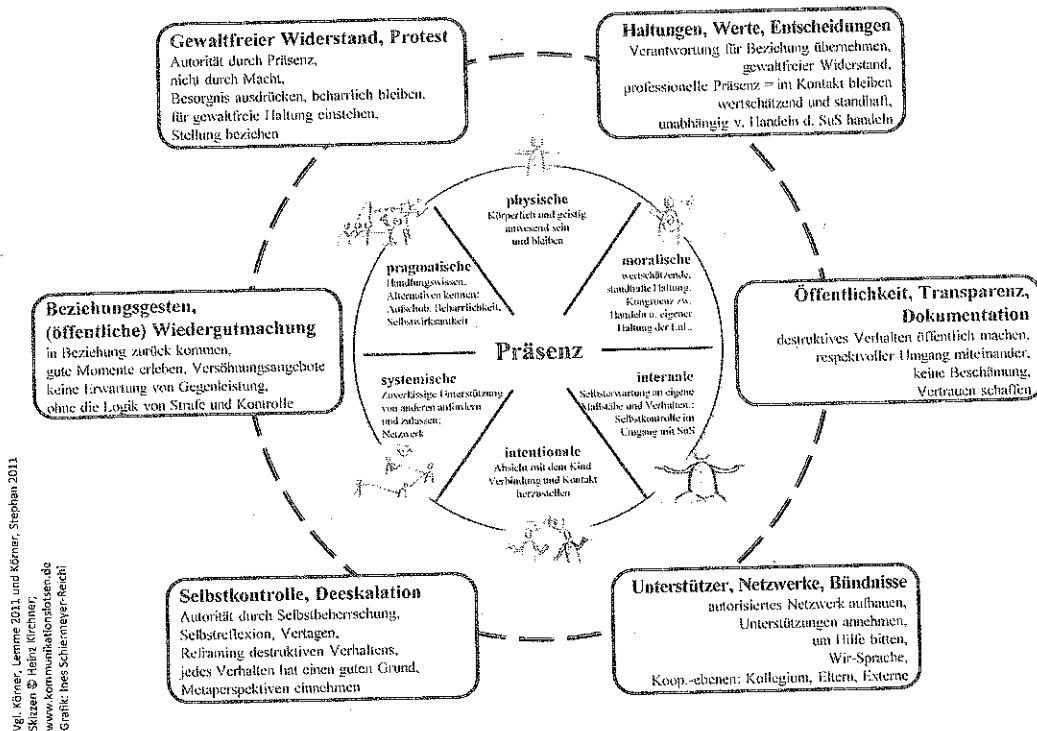 Gewaltfreier Widerstand, Protest
Autorität durch Präsenz,
nicht durch Macht,
Besorgnis ausdrücken, beharrlich bleiben,
für gewaltfreie Haltung einstehen,
Stellung beziehen
Haltungen, Werte, Entscheidungen
Verantwortung für Beziehung übernehmen,
gewaltfreier Widerstand,
professionelle Präsenz = im Kontakt bleiben
wertschätzend und standhaft,
unabhängig v. Handeln d. SuS handeln
physische
Körperlich und geistig
anwesend sein
und bleiben
pragmatische
Handlungswissen,
Alternativen kennen:
Aufschub, Beharrlichkeit,
Selbstwirksamkeit
moralische
wertschätzende,
standhafte Haltung,
Kongruenz zw.
Handeln u. eigener
Haltung der
Präsenz
systemische
Zuverlässige Unterstützung
von anderen anfordern
und zulassen;
Netzwerk
internale
Selbsterwartung an eigene
Maßstäbe und Verhalten,:
Selbstkontrolle im
Umgang mit SuS
intentionale
Absicht mit dem Kind
Verbindung und Kontakt
herzustellen
Beziehungsgesten,
(öffentliche) Wiedergutmachung
in Beziehung zurück kommen,
gute Momente erleben, Versöhnungsangebote
keine Erwartung von Gegenleistung,
ohne die Logik von Strafe und Kontrolle
Öffentlichkeit, Transparenz,
Dokumentation
destruktives Verhalten öffentlich machen,
respektvoller Umgang miteinander,
keine Beschämung,
Vertrauen schaffen
Selbstkontrolle, Deeskalation
Autorität durch Selbstbeherrschung,
Selbstreflexion, Vertagen,
Reframing destruktiven Verhaltens,
jedes Verhalten hat einen guten Grund,
Metaperspektiven einnehmen
Unterstützer, Netzwerke, Bündnisse
autorisiertes Netzwerk aufbauen,
Unterstützungen annehmen,
um Hilfe bitten,
Wir-Sprache,
Koop.-ebenen: Kollegium, Eltern, Externe
Vgl. Körner, Lemme 2011 und Körner, Stephan 2011
Skizzen © Heinz Kirchner;
www.kommunikationslotsen.de
Grafik: Ines Schiermeyer-Reichl